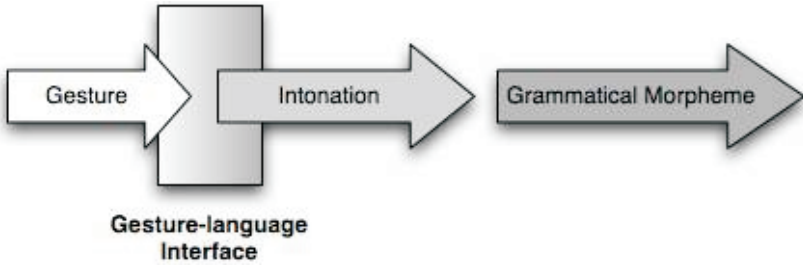 Gesture
Intonation
Grammatical Morpheme
Gesture-language
Interface